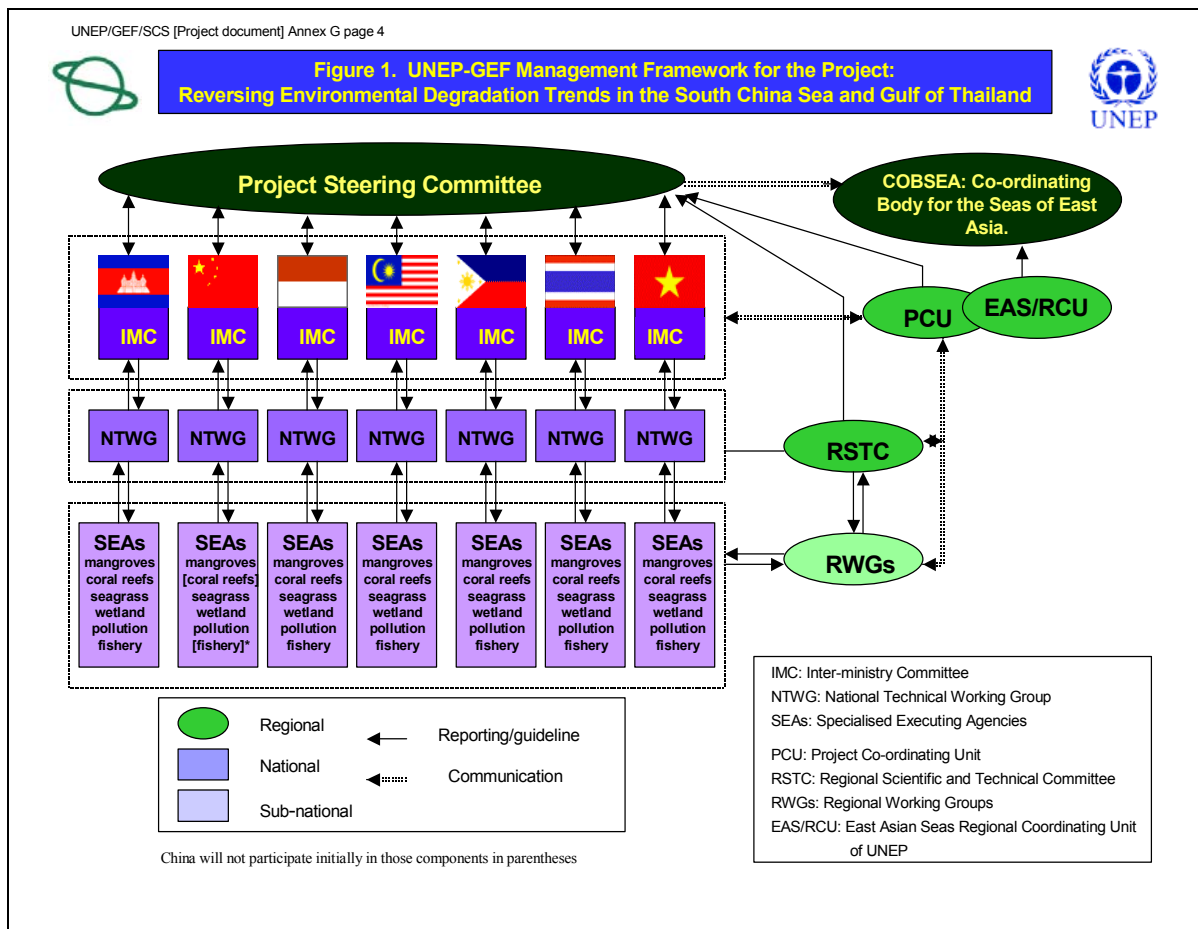 UNEP/GEF/SCS [Project document] Annex G page 4
Figure 1. UNEP-GEF Management Framework for the Project:
Reversing Environmental Degradation Trends in the South China Sea and Gulf of Thailand
UNEP
Project Steering Committee
COBSEA: Co-ordinating
Body for the Seas of East
Asia.
IMC
IMC
IMC
IMC
IMC
IMC
IMC
PCU
EAS/RCU
NTWG
NTWG
NTWG
NTWG
NTWG
NTWG
NTWG
RSTC
SEAs
mangroves
coral reefs
seagrass
wetland
pollution
fishery
SEAs
mangroves
[coral reefs]
seagrass
wetland
pollution
[fishery]*
SEAs
mangroves
coral reefs
seagrass
wetland
pollution
fishery
SEAs
mangroves
coral reefs
seagrass
wetland
pollution
fishery
SEAs
mangroves
coral reefs
seagrass
wetland
pollution
fishery
SEAs
mangroves
coral reefs
seagrass
wetland
pollution
fishery
SEAs
mangroves
coral reefs
seagrass
wetland
pollution
fishery
RWGs
Regional
National
Sub-national
Reporting/guideline
Communication
IMC: Inter-ministry Committee
NTWG: National Technical Working Group
SEAs: Specialised Executing Agencies
PCU: Project Co-ordinating Unit
RSTC: Regional Scientific and Technical Committee
RWGs: Regional Working Groups
EAS/RCU: East Asian Seas Regional Coordinating Unit
of UNEP
China will not participate initially in those components in parentheses